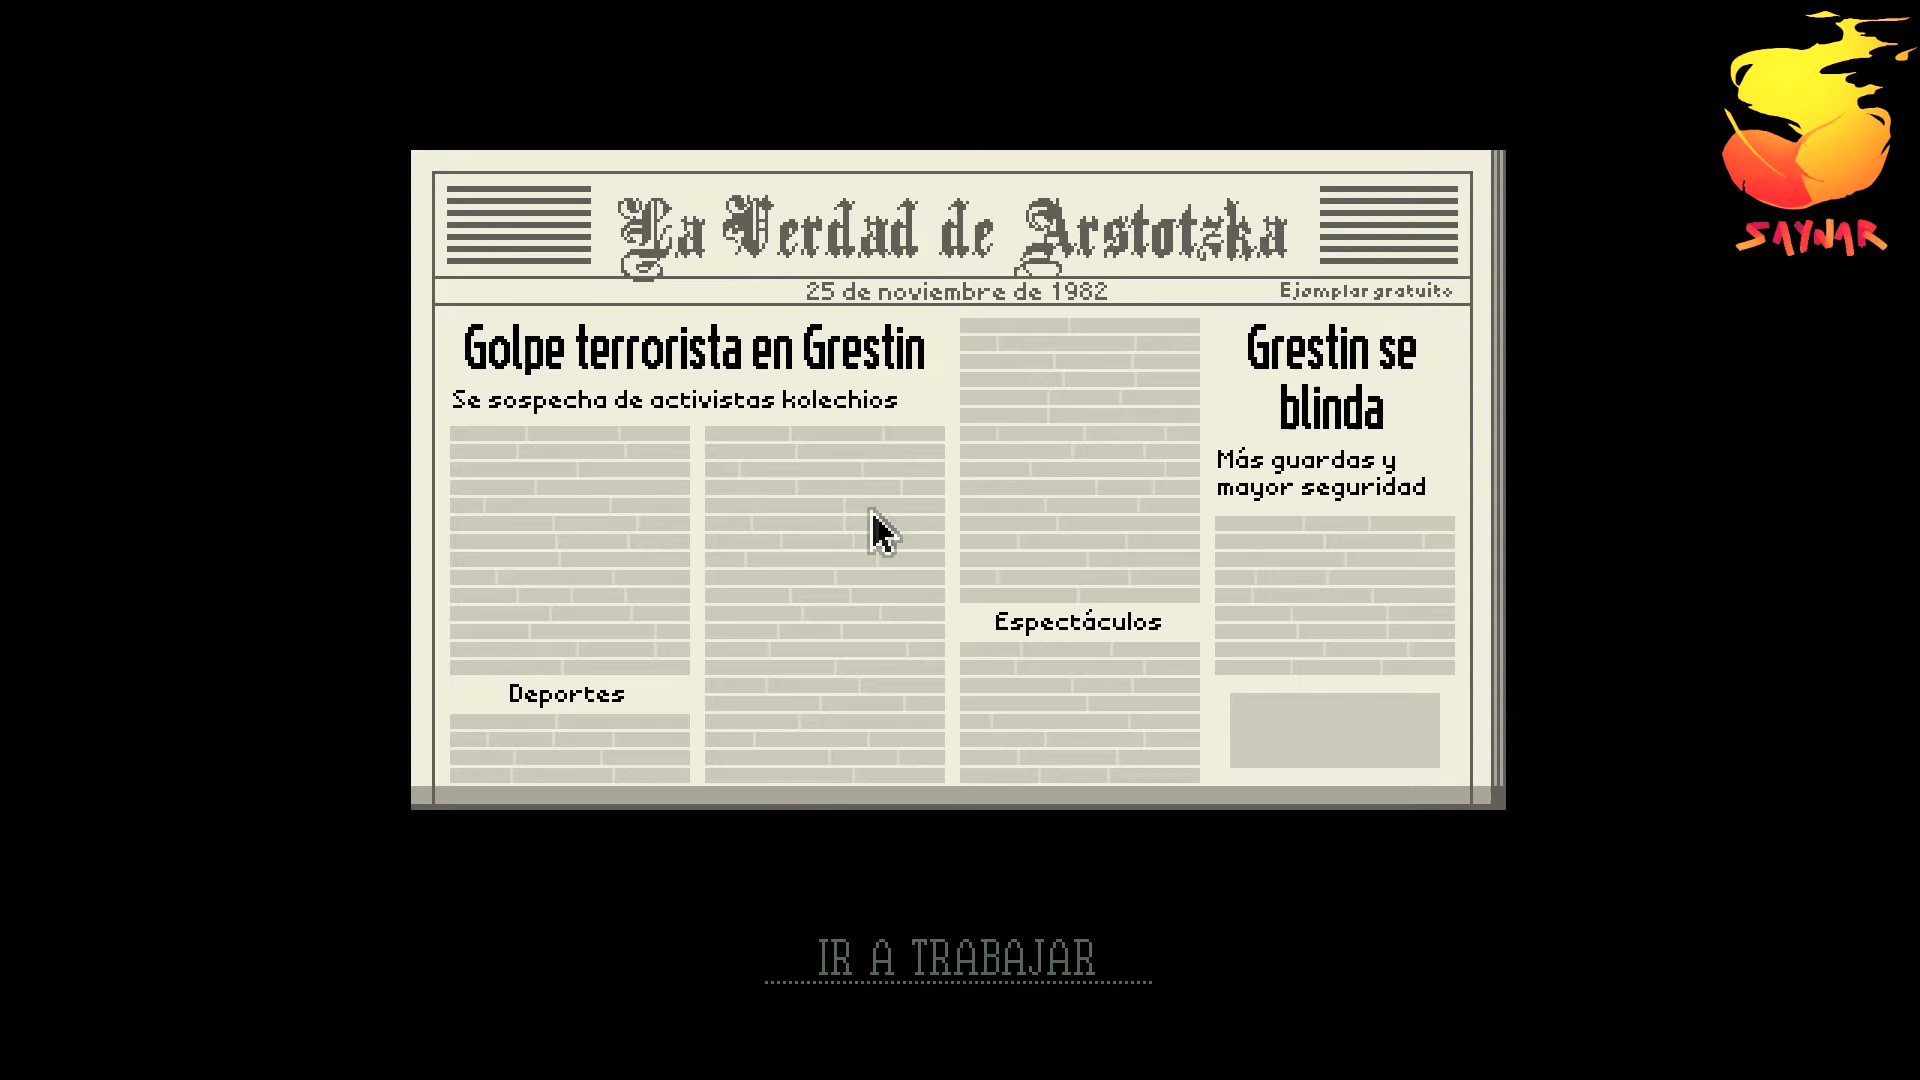 SAYNAR
La Verdad de Arstotzka
25 de noviembre de 1982
Ejemplar gratuito
Golpe terrorista en Grestin
Se sospecha de activistas kolechios
Grestin se
blinda
Más guardas y
mayor seguridad
Espectáculos
Deportes
IR A TRABAJAR